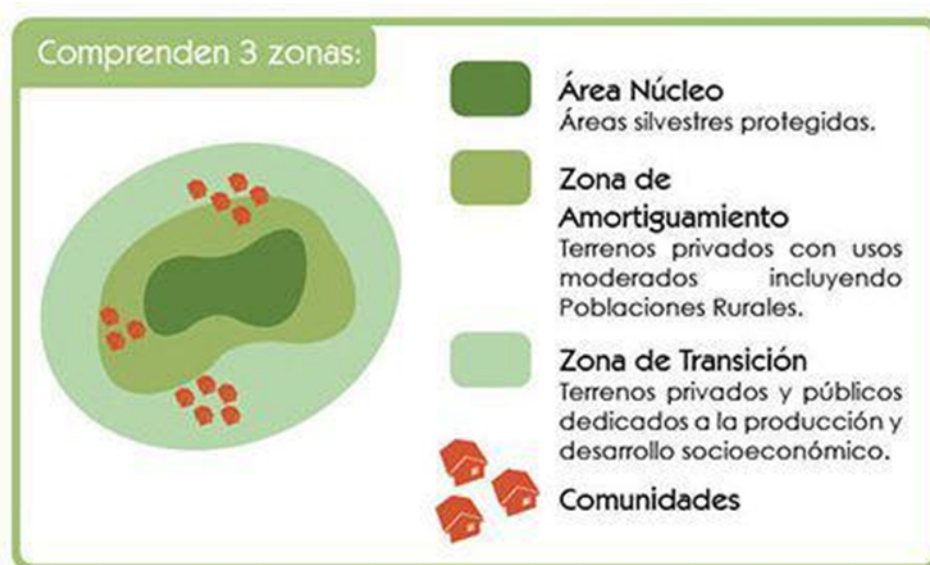 Comprenden 3 zonas:
Área Núcleo
Áreas silvestres protegidas.
Zona de
Amortiguamiento
Terrenos privados con usos
moderados incluyendo
Poblaciones Rurales.
Zona de Transición
Terrenos privados y públicos
dedicados a la producción y
desarrollo socioeconómico.
Comunidades